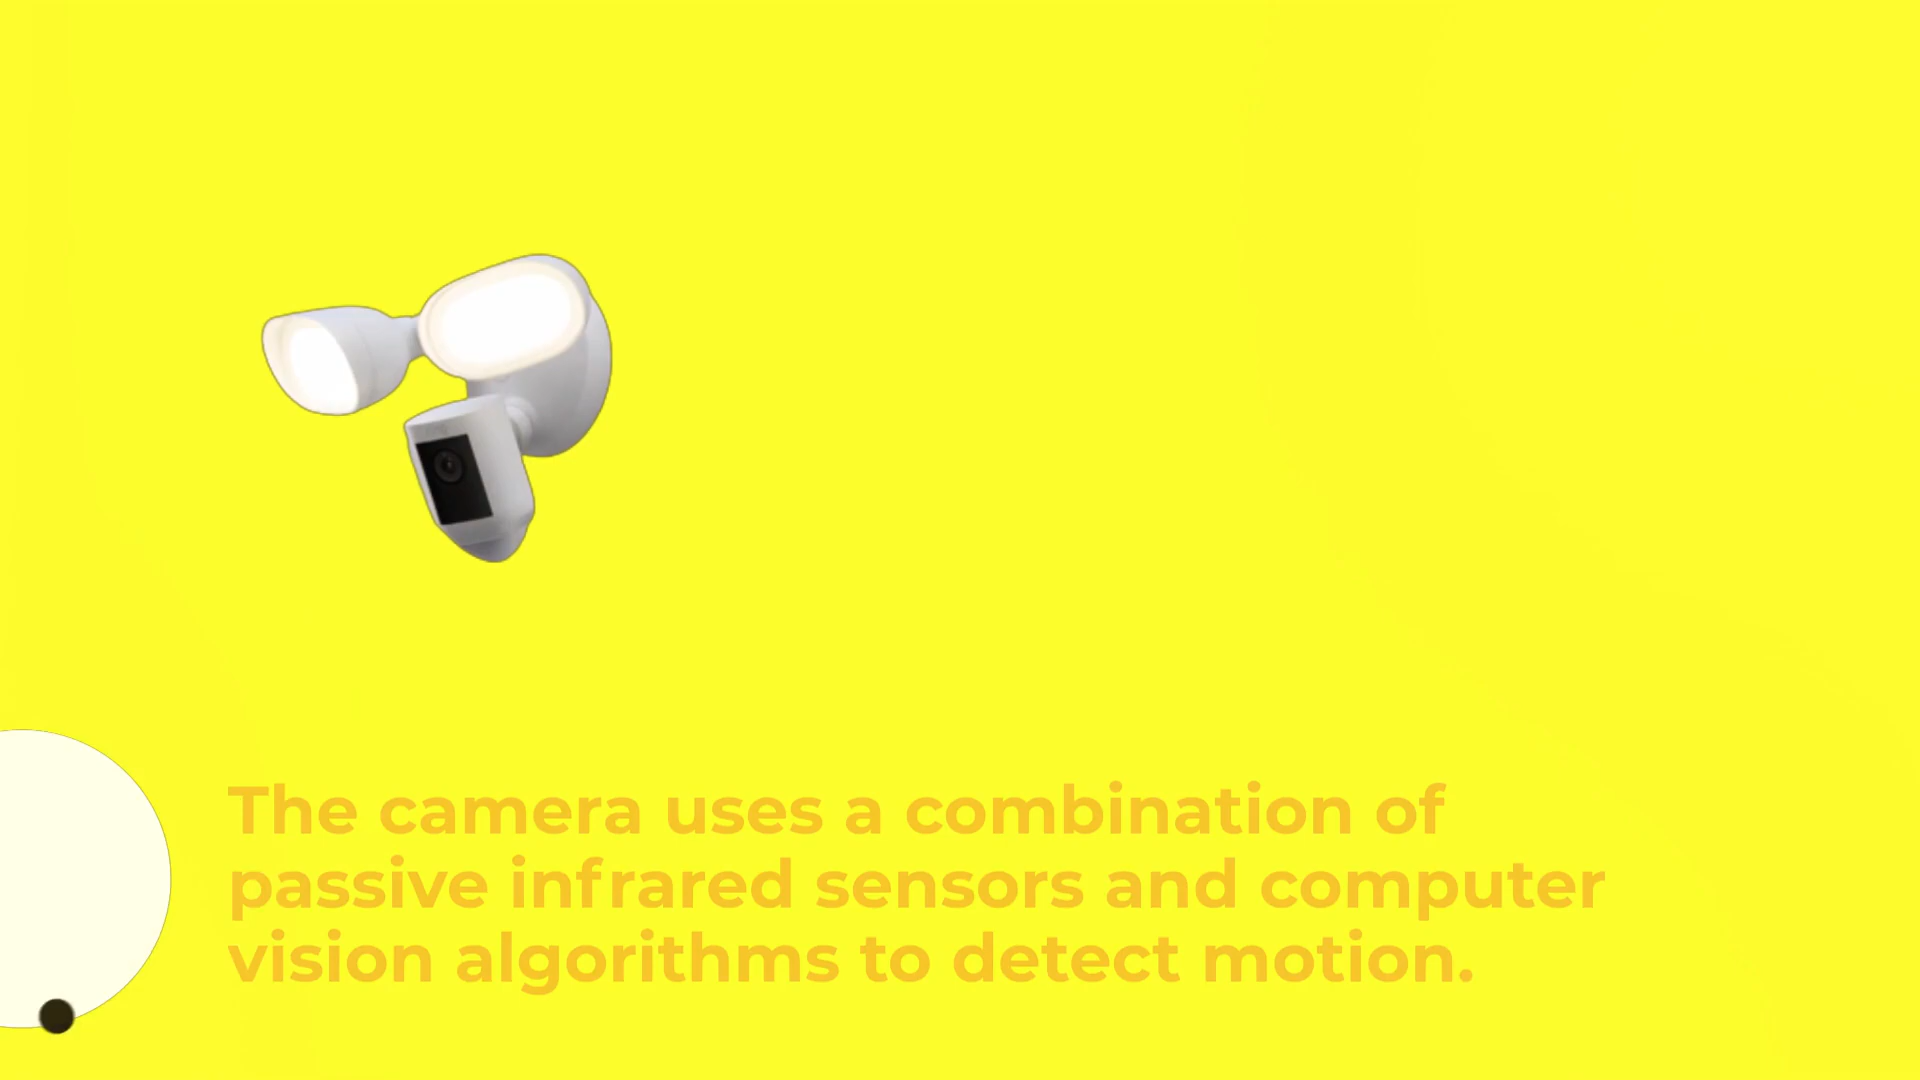 The camera uses a combination of
passive infrared sensors and computer
vision algorithms to detect motion.